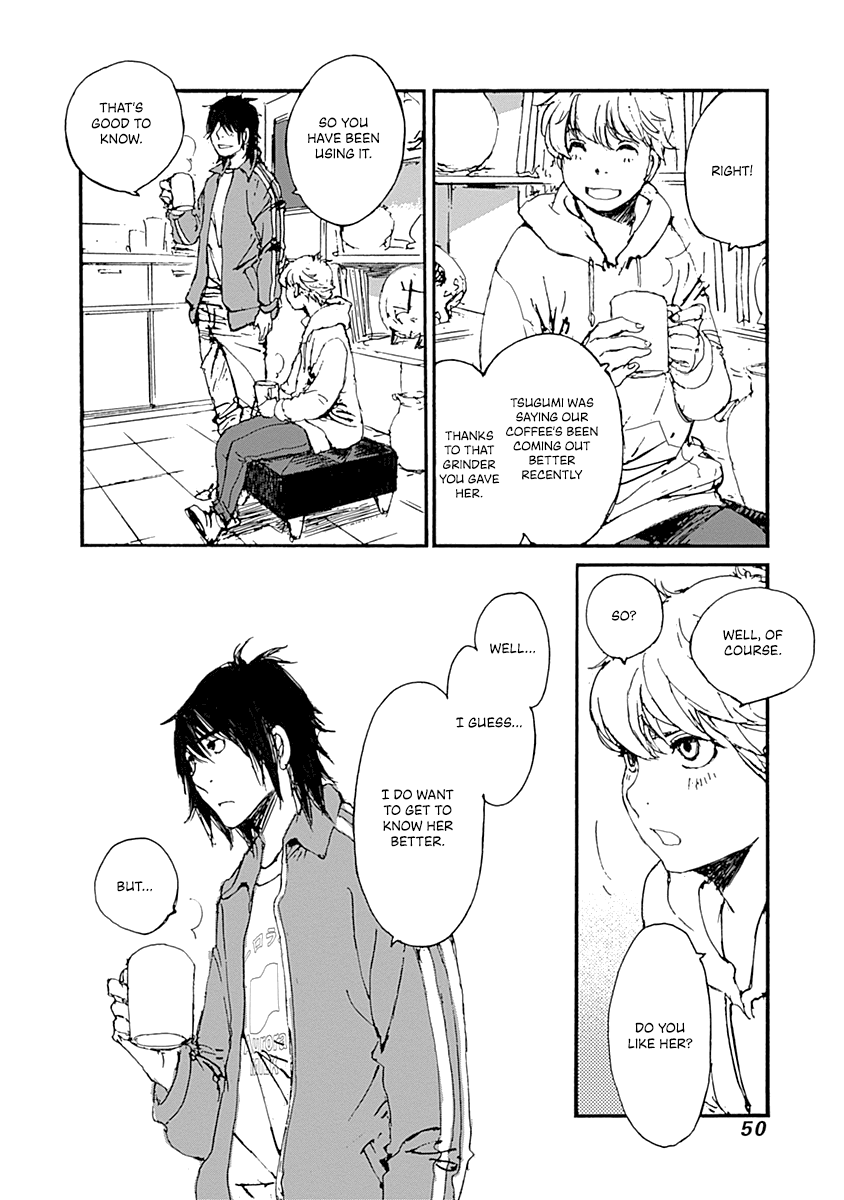 RIGHT!
TSUGUMI WAS
SAYING OUR
COFFEE'S BEEN
COMING OUT
BETTER
RECENTLY
THANKS
TO THAT
GRINDER
YOU GAVE
HER.
SO YOU
HAVE BEEN
USING IT.
THAT'S
GOOD TO
KNOW.
WELL, OF
COURSE.
SO?
DO YOU
LIKE HER?
WELL...
I GUESS...
I DO WANT
TO GET TO
KNOW HER
BETTER.
BUT...
50